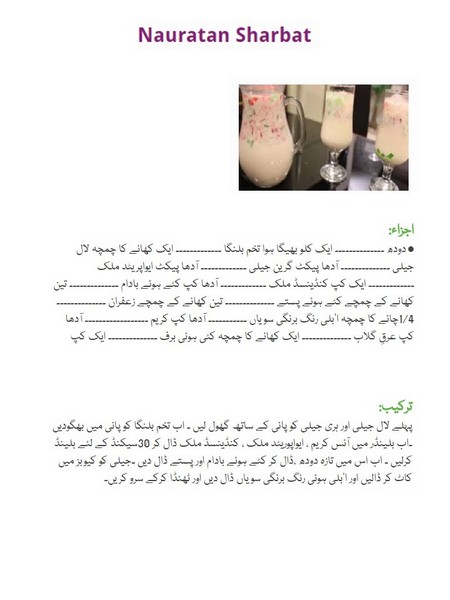 Nauratan Sharbat
اجزاء:
●دودھ -------------- ایک کلو بھیگا ہوا تخم بلنگا ------------- ایک کھانے کا چمچہ لال
جیلی -------------- آدھا پیکٹ گرین جیلی ------------- آدھا پیکٹ ایواپریند ملک
------------- ایک کپ کنڈینسڈ ملک ------------- آدھا کپ کٹے ہوئے بادام -------------- تین
کھانے کے چمچے کٹے ہوئے پستے -------------- تین کھانے کے چمچے زعفران --------------
1/4چائے کا چمچہ اُبلی رنگ برنگی سویاں ----------- آدھا کپ کریم ------------------ آدھا
کپ عرقِ گلاب -------------- ایک کھانے کا چمچہ کٹی ہوئی برف -------------- ایک کپ
ترکیب:
پہلے لال جیلی اور ہری جیلی کو پانی کے ساتھ گھول لیں ۔ اب تخم بلنگا کو پانی میں بھگودیں
۔اب بلینڈر میں آئس کریم ، ایواپوریند ملک ، کنڈینسڈ ملک ڈال کر 30سیکنڈ کے لئے بلینڈ
کرلیں ۔ اب اس میں تازہ دودھ ،ڈال کر کٹے ہوئے بادام اور پستے ڈال دیں ۔جیلی کو کیوبز میں
کاٹ کر ڈالیں اور اُبلی ہوئی رنگ برنگی سویاں ڈال دیں اور ٹھنڈا کرکے سرو کریں۔